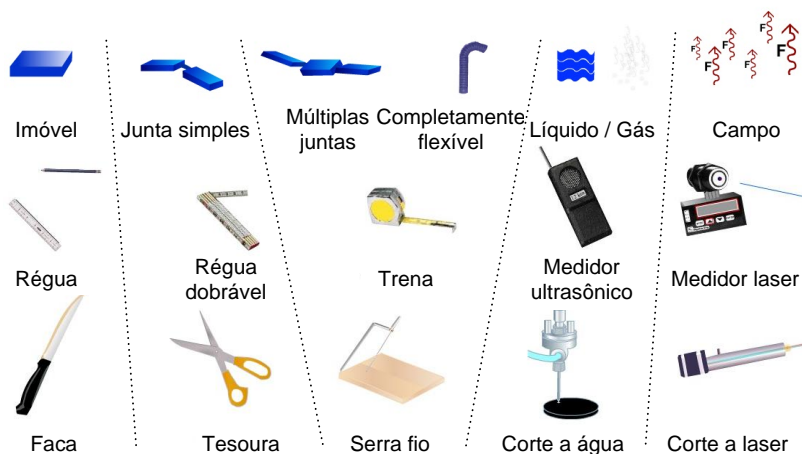 F F F F F
Imóvel
Junta simples
Múltiplas
juntas
Completamente
flexível
Líquido / Gás
Campo
Régua
Régua
dobrável
Trena
Medidor
ultrasônico
Medidor laser
Faca
Tesoura
Serra fio
Corte a água
Corte a laser